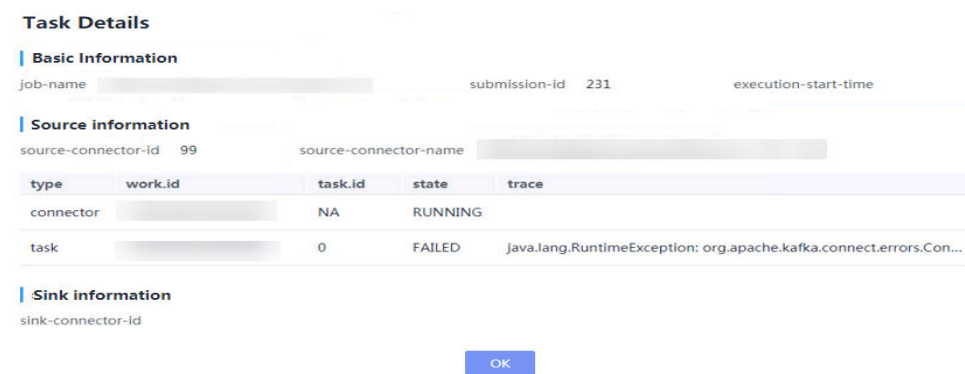 Task Details
Basic Information
job-name submission-id 231 execution-start-time
Source information
source-connector-id 99 source-connector-name
type work.id task.id state trace
connector NA RUNNING
task 0 FAILED java.lang.RuntimeException: org.apache.kafka.connect.errors.Con...
Sink information
sink-connector-id
OK